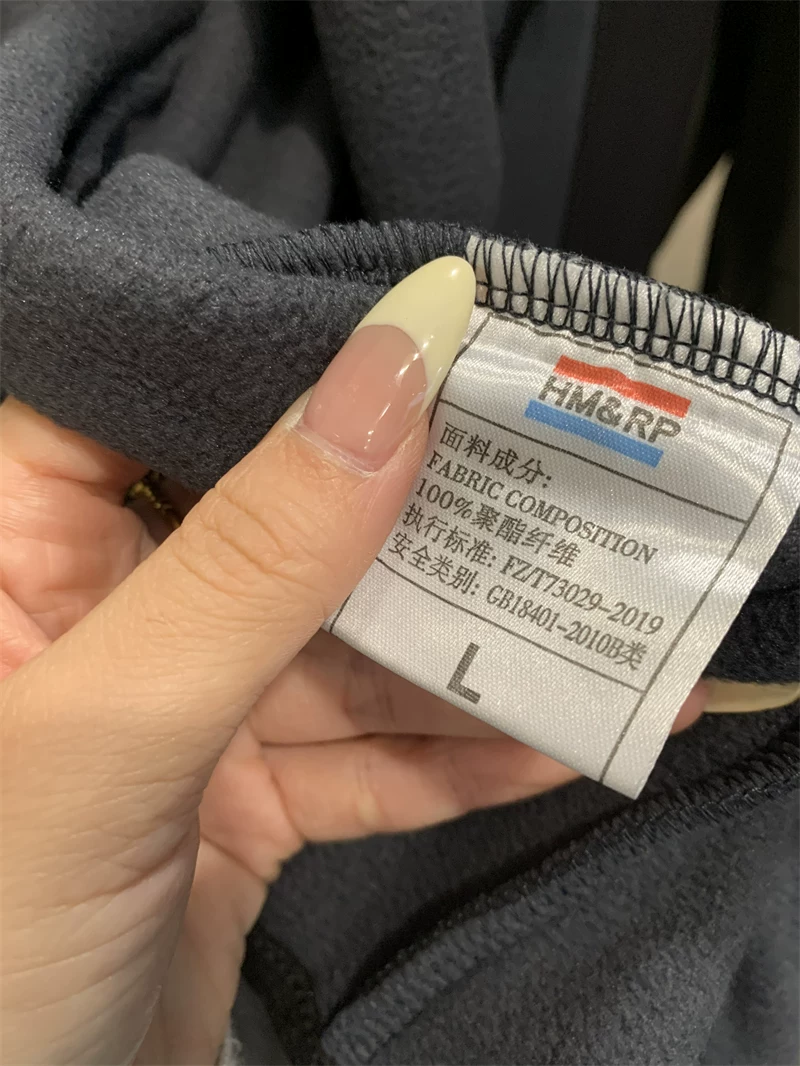 HM&RP
面料成分:
FABRIC COMPOSITION
100%聚酯纤维
执行标准: FZ/T73029-2019
安全类别: GB18401-2010B类
L